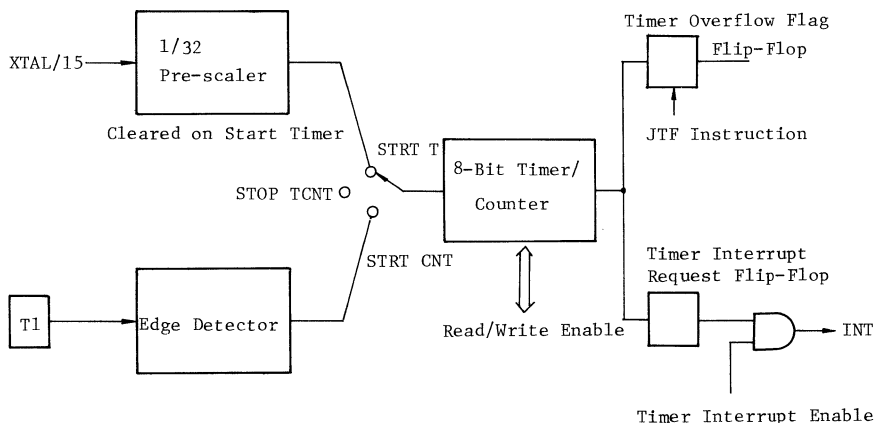 Timer Overflow Flag
Flip-Flop
XTAL/15
1/32
Pre-scaler
Cleared on Start Timer
JTF Instruction
STRT T
8-Bit Timer/
Counter
STOP TCNT
STRT CNT
Timer Interrupt
Request Flip-Flop
T1
Edge Detector
Read/Write Enable
INT
Timer Interrupt Enable